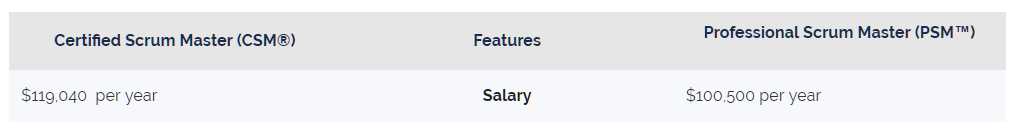 Certified Scrum Master (CSM®) Features Professional Scrum Master (PSM™)
$119,040 per year Salary $100,500 per year